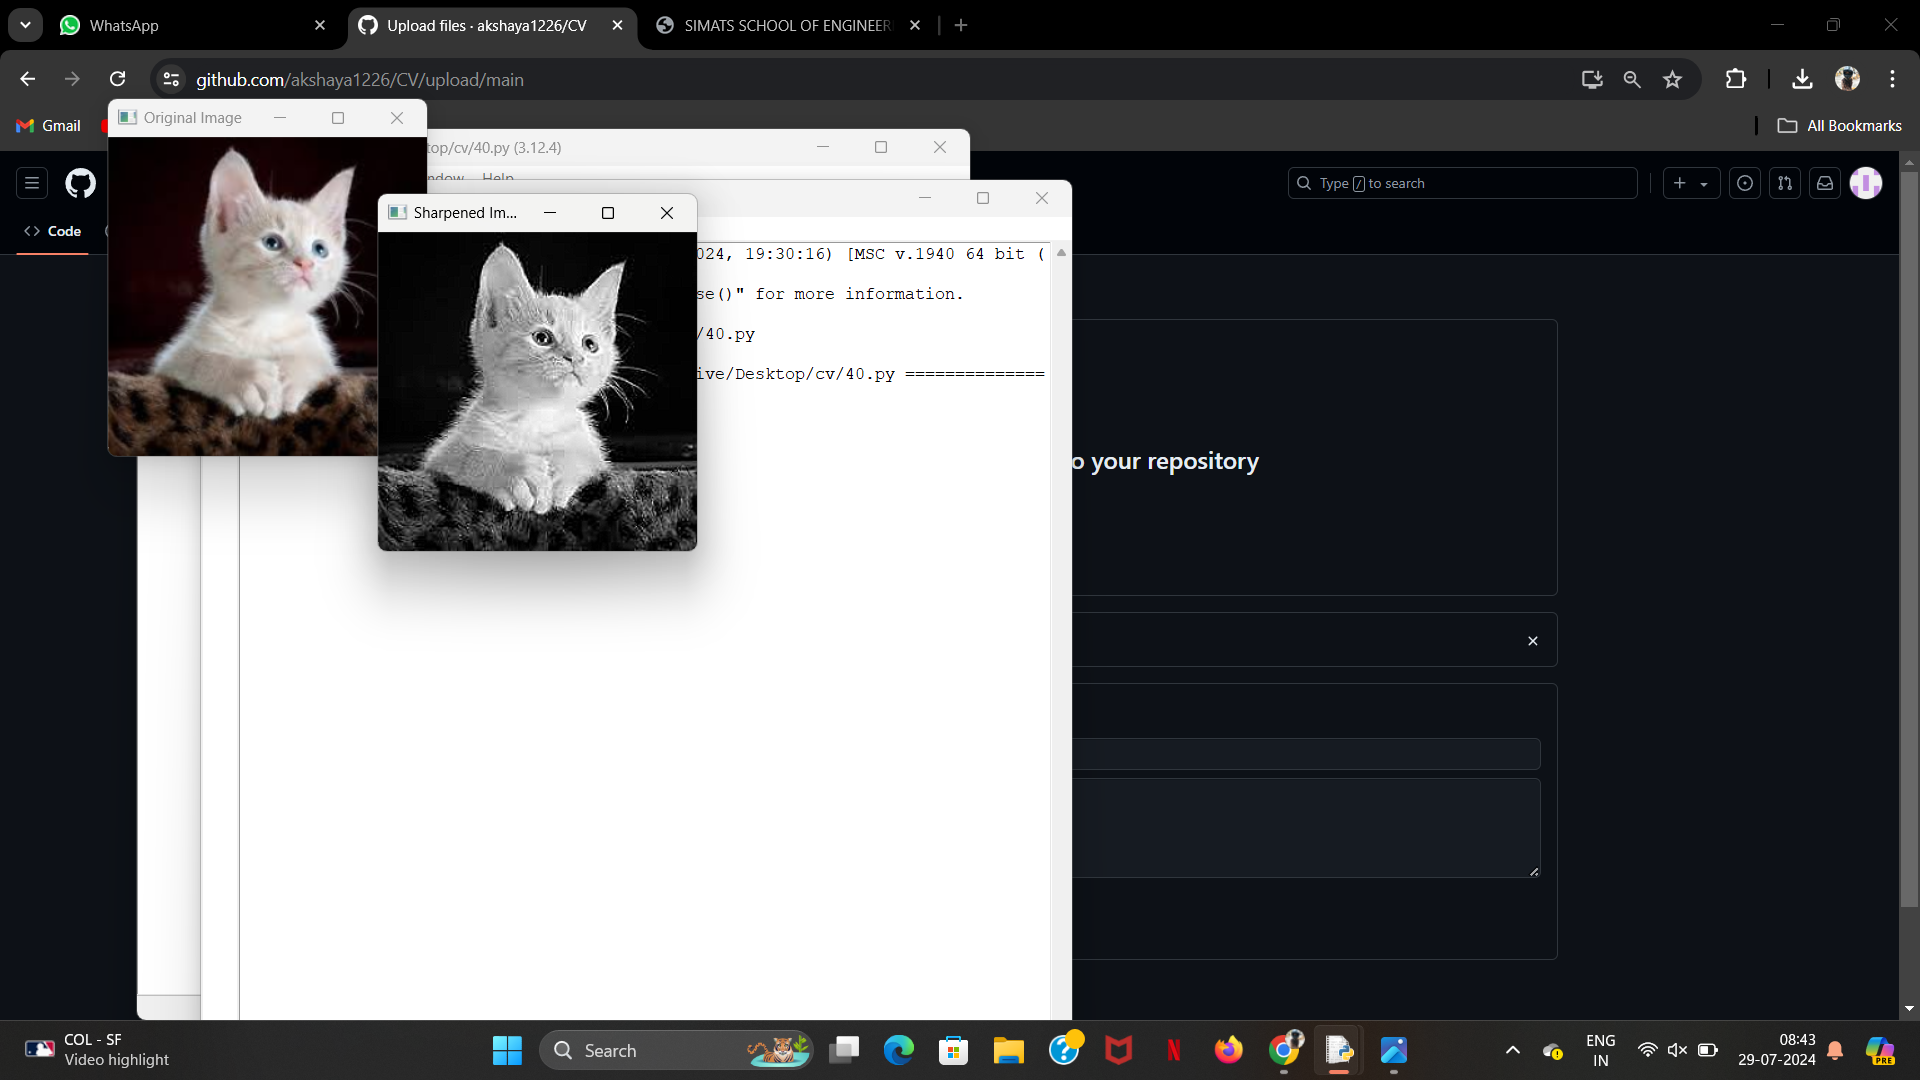 WhatsApp
Upload files · akshaya1226/CV
SIMATS SCHOOL OF ENGINEER
github.com/akshaya1226/CV/upload/main
Gmail
All Bookmarks
Original Image
top/cv/40.py (3.12.4)
ndow Help
Type / to search
Code
Sharpened Im...
024, 19:30:16) [MSC v.1940 64 bit (
se()" for more information.
/40.py
ive/Desktop/cv/40.py ==============
o your repository
COL - SF
Video highlight
Search
ENG
IN
08:43
29-07-2024
PRE